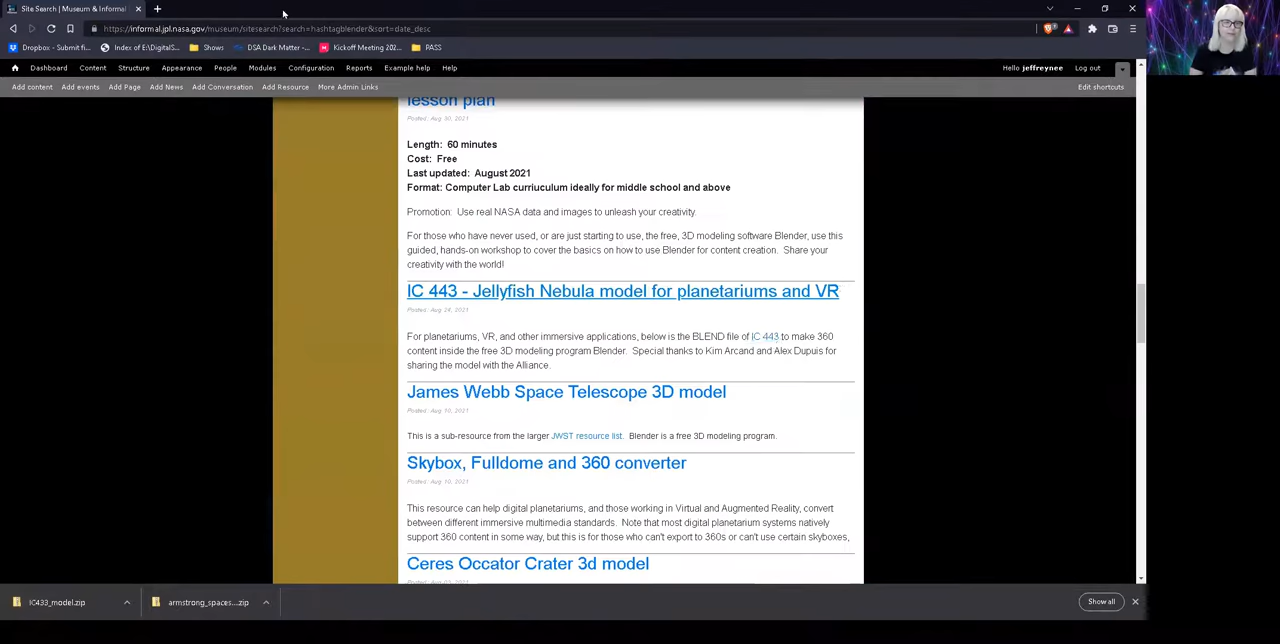 Site Search | Museum & Informal
https://informal.jpl.nasa.gov/museum/sitesearch?search=hashtagblender&sort=date_desc
Dropbox - Submit fi... Index of E:\DigitalS... Shows DSA Dark Matter -... Kickoff Meeting 202... PASS
Dashboard Content Structure Appearance People Modules Configuration Reports Example help Help Hello jeffreynee Log out
Add content Add events Add Page Add News Add Conversation Add Resource More Admin Links Edit shortcuts
lesson plan
Posted: Aug 30, 2021
Length: 60 minutes
Cost: Free
Last updated: August 2021
Format: Computer Lab curriuculum ideally for middle school and above
Promotion: Use real NASA data and images to unleash your creativity.
For those who have never used, or are just starting to use, the free, 3D modeling software Blender, use this
guided, hands-on workshop to cover the basics on how to use Blender for content creation. Share your
creativity with the world!
IC 443 - Jellyfish Nebula model for planetariums and VR
Posted: Aug 24, 2021
For planetariums, VR, and other immersive applications, below is the BLEND file of IC 443 to make 360
content inside the free 3D modeling program Blender. Special thanks to Kim Arcand and Alex Dupuis for
sharing the model with the Alliance.
James Webb Space Telescope 3D model
Posted: Aug 10, 2021
This is a sub-resource from the larger JWST resource list. Blender is a free 3D modeling program.
Skybox, Fulldome and 360 converter
Posted: Aug 10, 2021
This resource can help digital planetariums, and those working in Virtual and Augmented Reality, convert
between different immersive multimedia standards. Note that most digital planetarium systems natively
support 360 content in some way, but this is for those who can't export to 360s or can't use certain skyboxes,
Ceres Occator Crater 3d model
IC433_model.zip armstrong_spaces....zip Show all